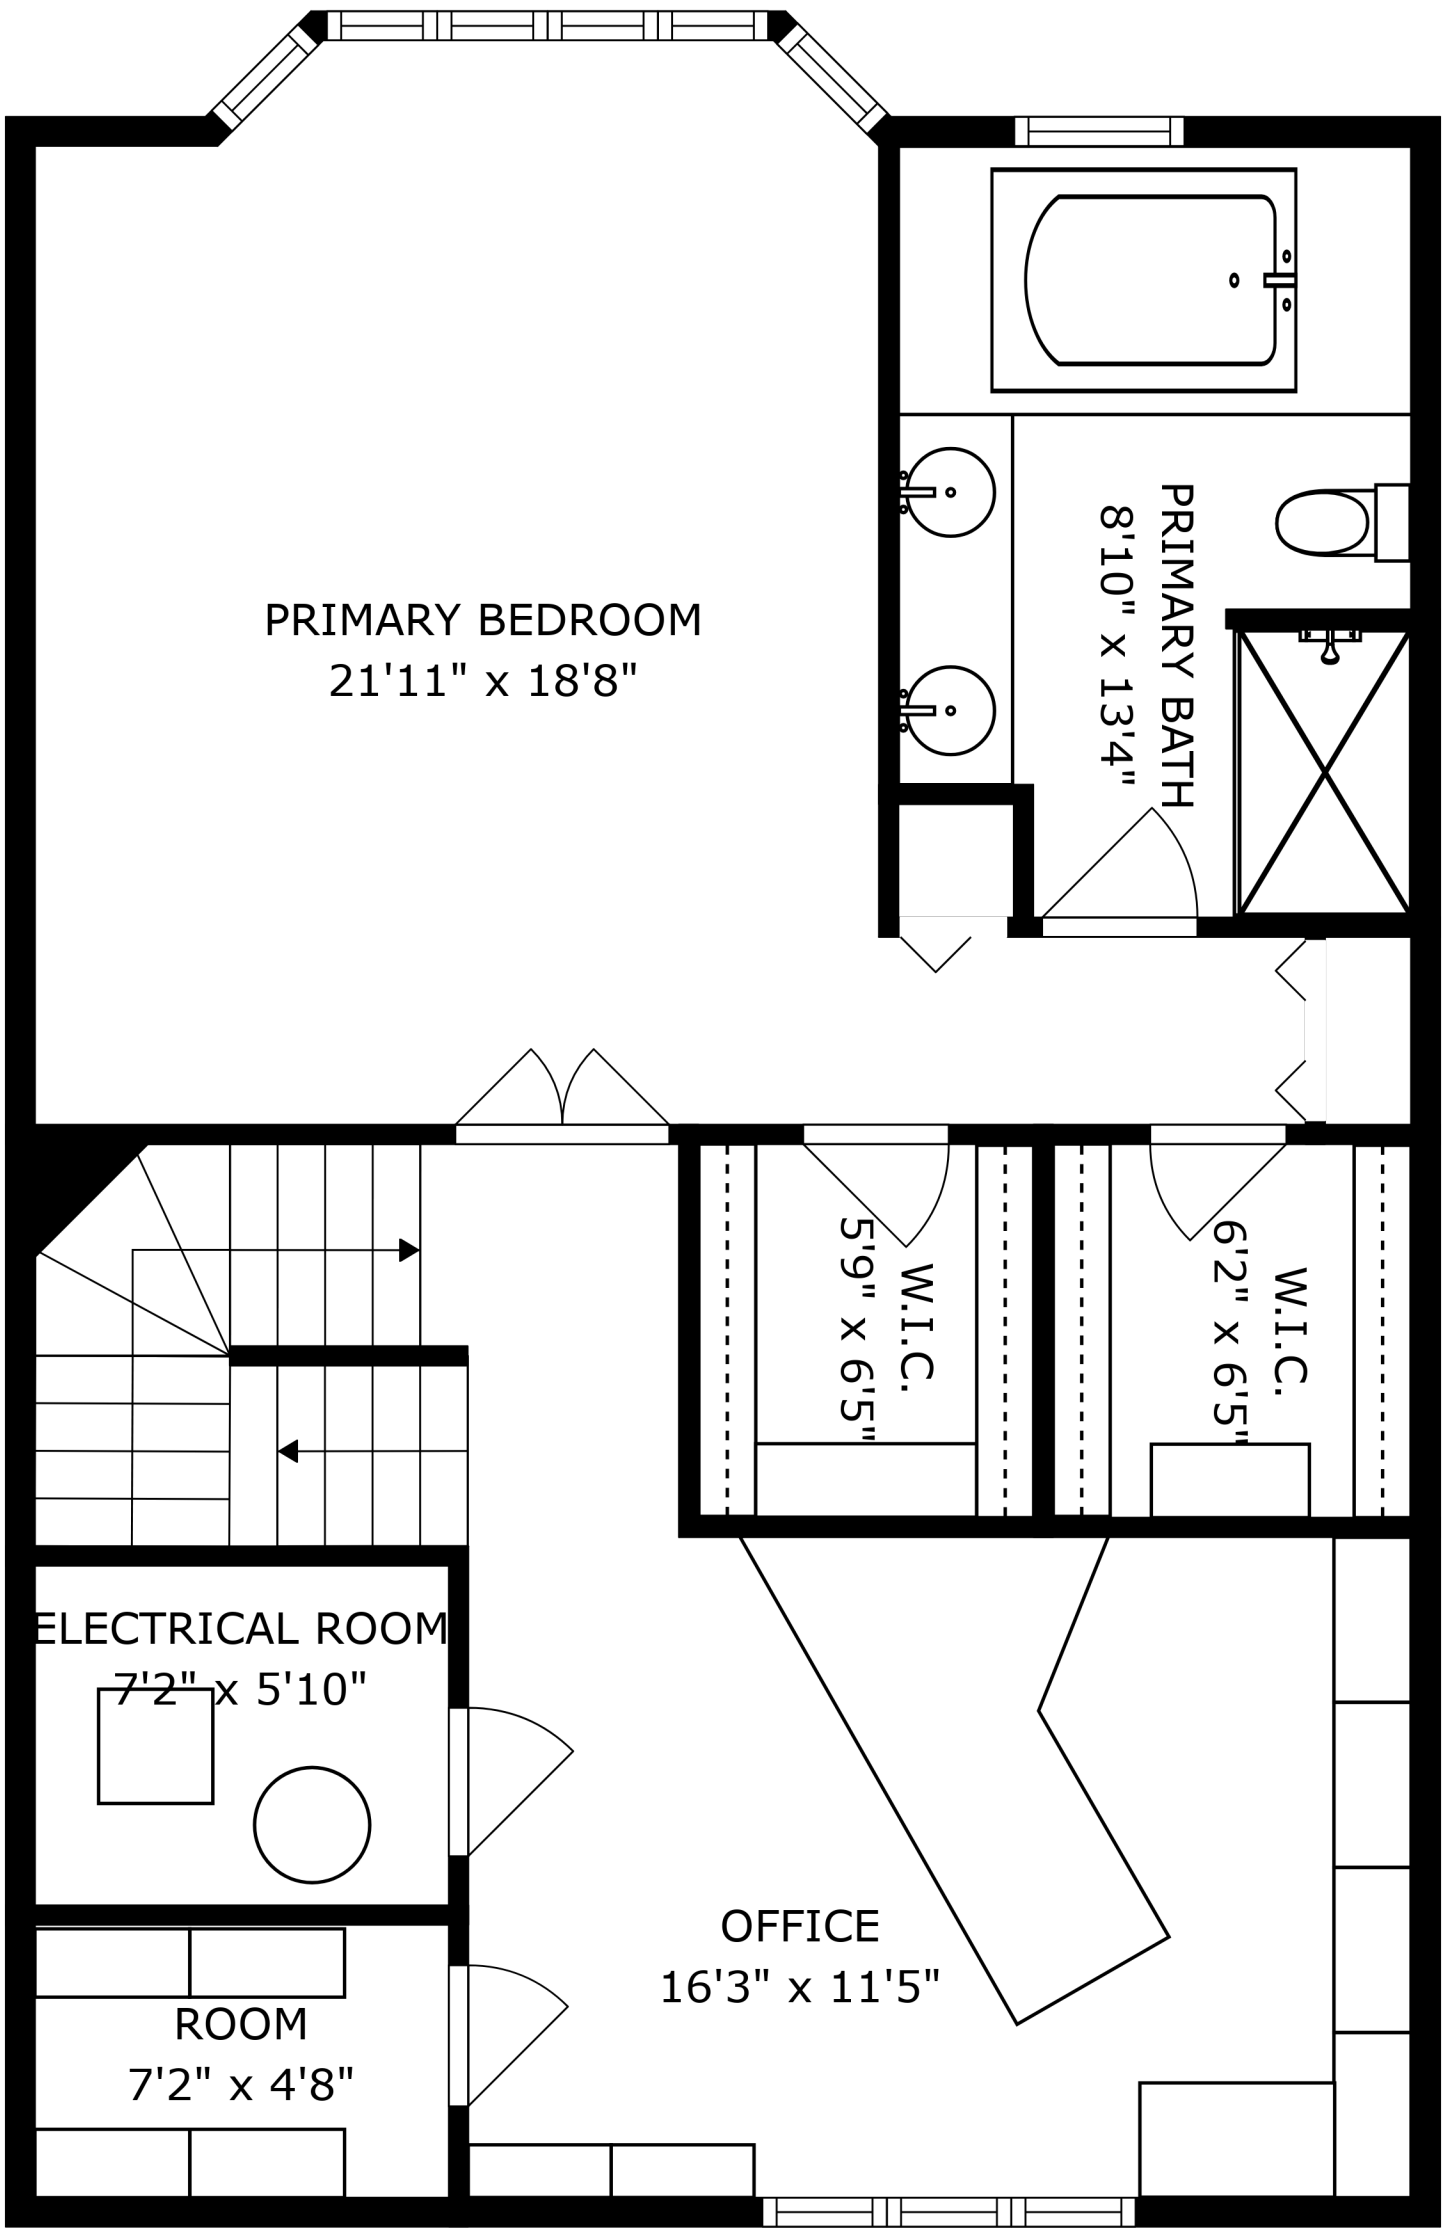 PRIMARY BEDROOM
21'11" x 18'8"
PRIMARY BATH
8'10" x 13'4"
W.I.C.
5'9" x 6'5"
W.I.C.
6'2" x 6'5"
ELECTRICAL ROOM
7'2" x 5'10"
OFFICE
16'3" x 11'5"
ROOM
7'2" x 4'8"